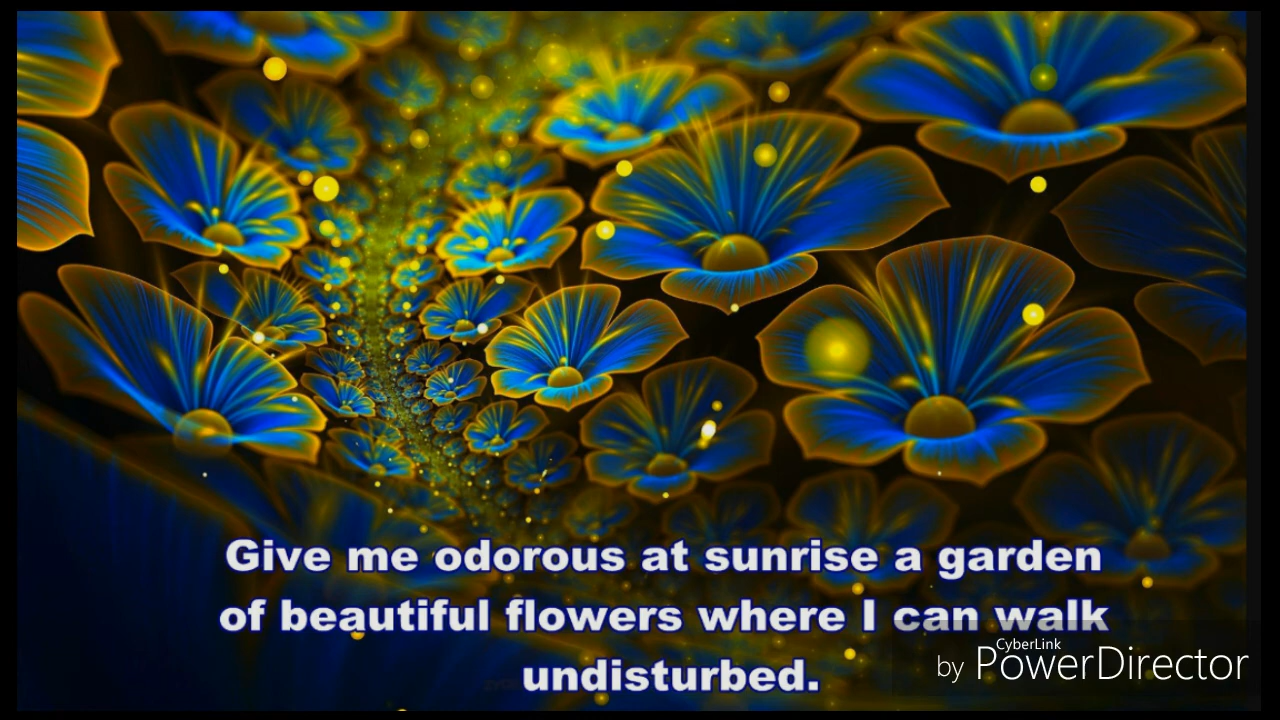 Give me odorous at sunrise a garden
of beautiful flowers where I can walk
undisturbed.
by CyberLink PowerDirector